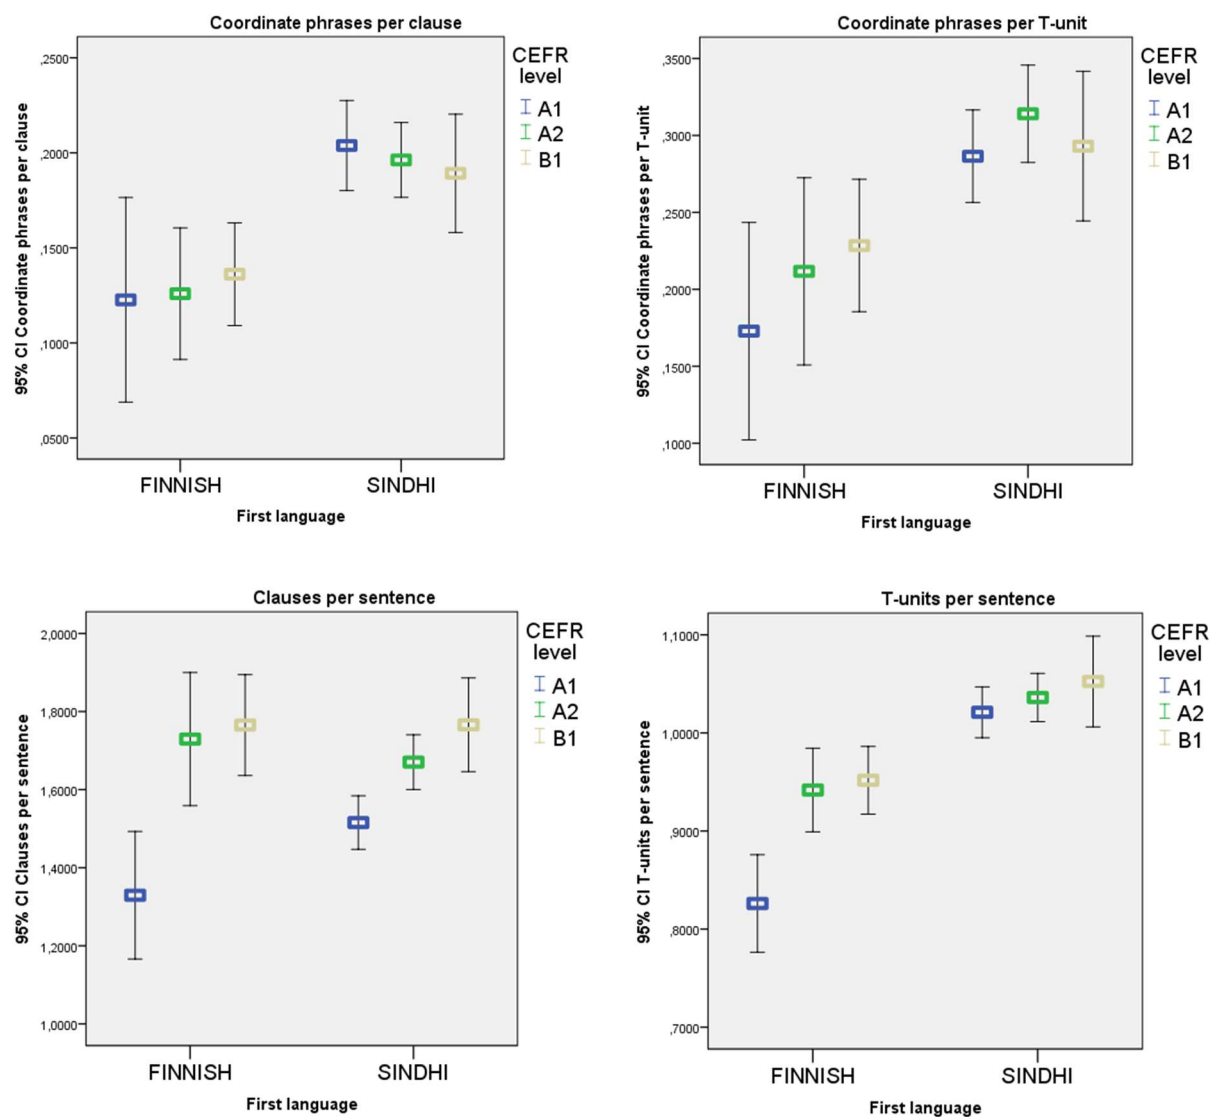 Coordinate phrases per clause
95% CI Coordinate phrases per clause
,2500
,2000
,1500
,1000
,0500
FINNISH
SINDHI
First language
CEFR
level
A1
A2
B1
Coordinate phrases per T-unit
95% CI Coordinate phrases per T-unit
,3500
,3000
,2500
,2000
,1500
,1000
FINNISH
SINDHI
First language
CEFR
level
A1
A2
B1
Clauses per sentence
95% CI Clauses per sentence
2,0000
1,8000
1,6000
1,4000
1,2000
1,0000
FINNISH
SINDHI
First language
CEFR
level
A1
A2
B1
T-units per sentence
95% CI T-units per sentence
1,1000
1,0000
,9000
,8000
,7000
FINNISH
SINDHI
First language
CEFR
level
A1
A2
B1